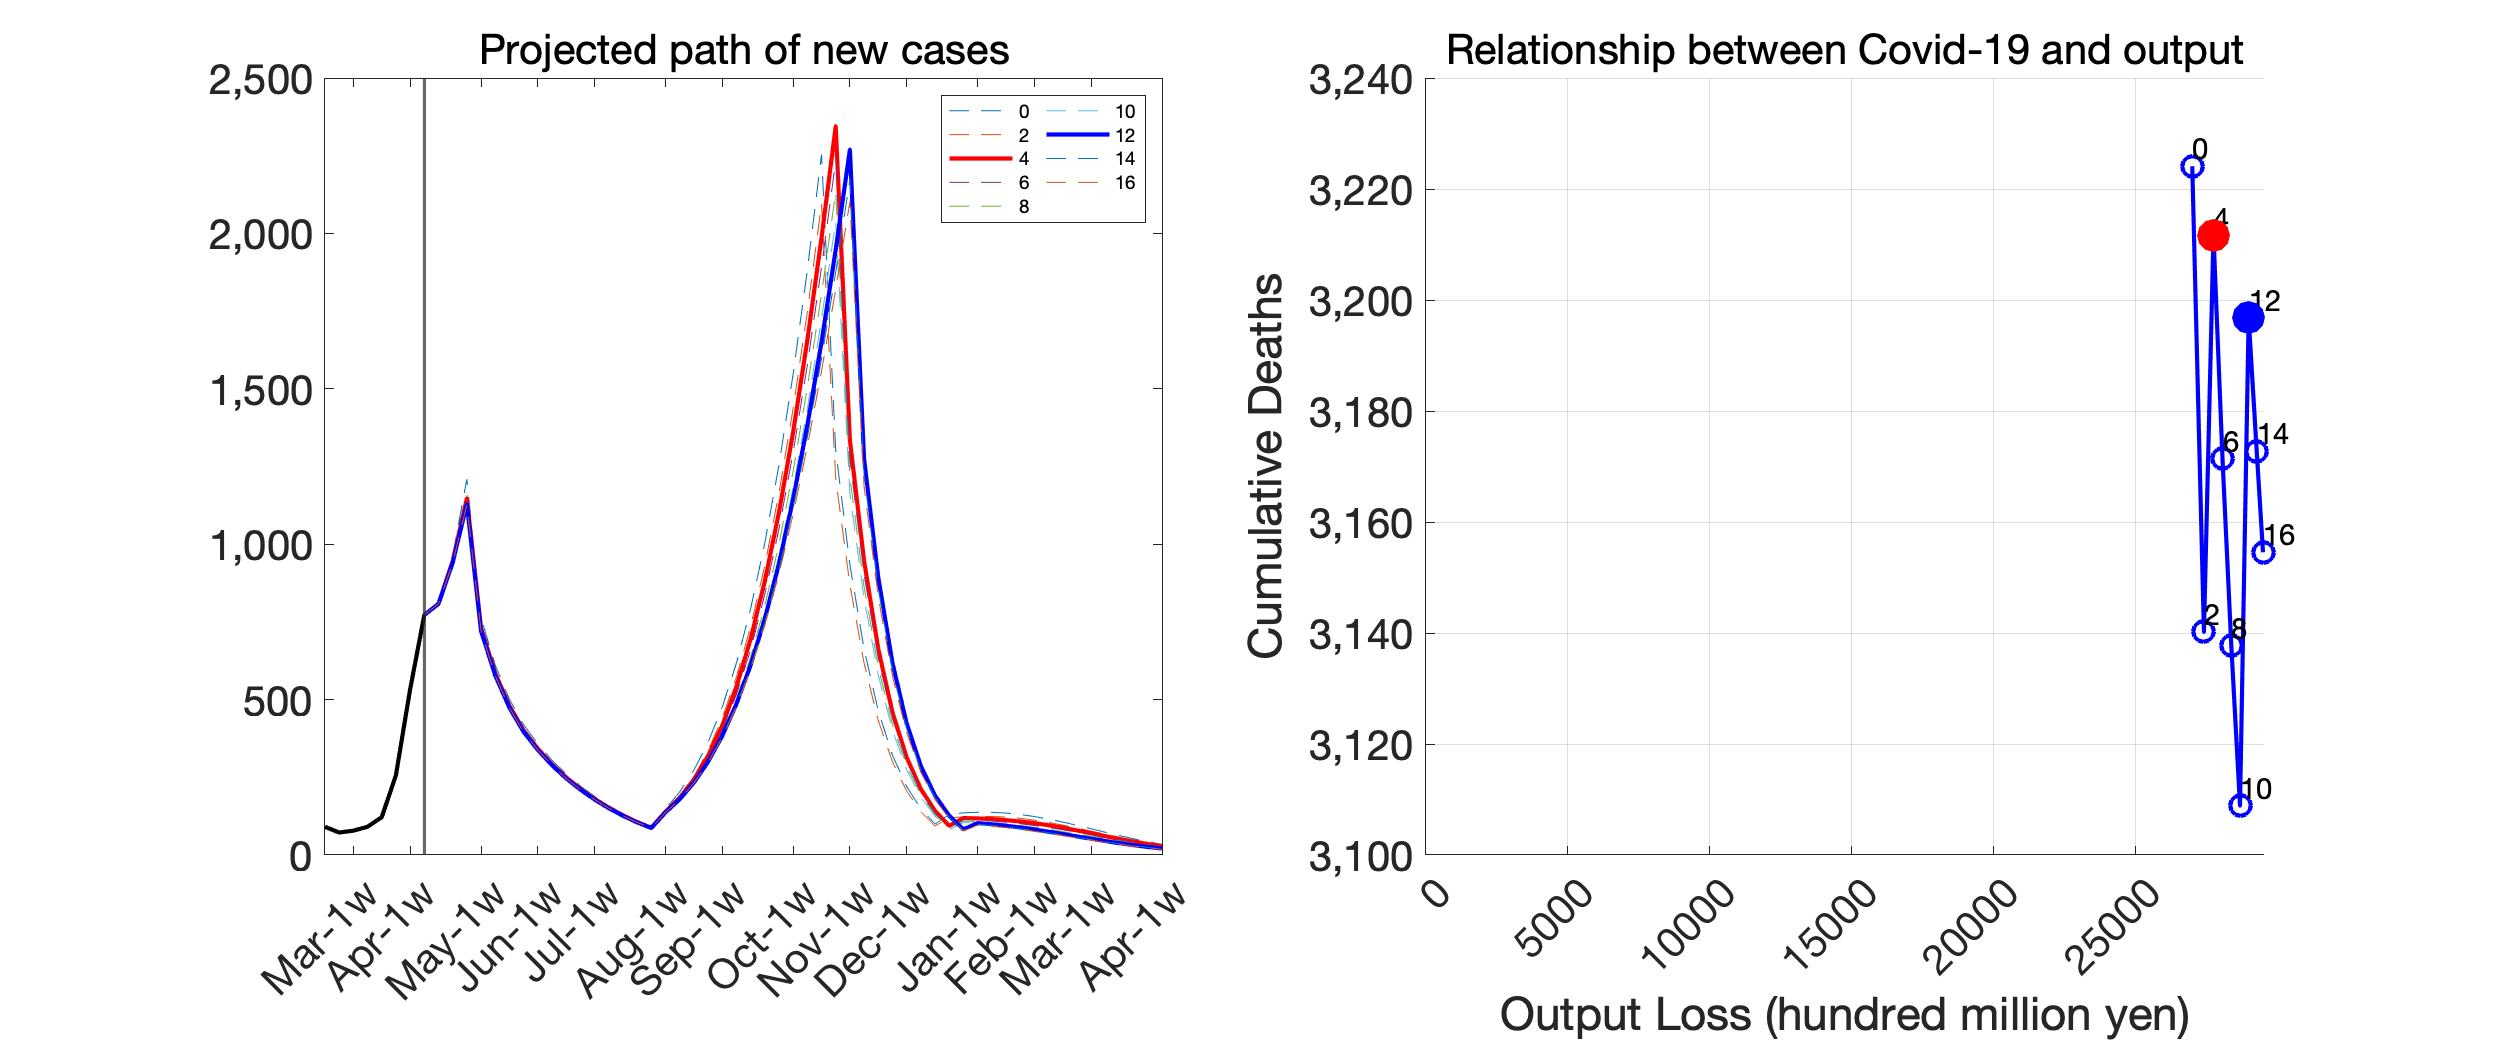 Projected path of new cases
2,500
2,000
1,500
1,000
500
0
0
2
4
6
8
10
12
14
16
Mar-1w
Apr-1w
May-1w
Jun-1w
Jul-1w
Aug-1w
Sep-1w
Oct-1w
Nov-1w
Dec-1w
Jan-1w
Feb-1w
Mar-1w
Apr-1w
Relationship between Covid-19 and output
Cumulative Deaths
3,240
3,220
3,200
3,180
3,160
3,140
3,120
3,100
0
4
12
14
6
16
2
8
10
0
5000
10000
15000
20000
25000
Output Loss (hundred million yen)